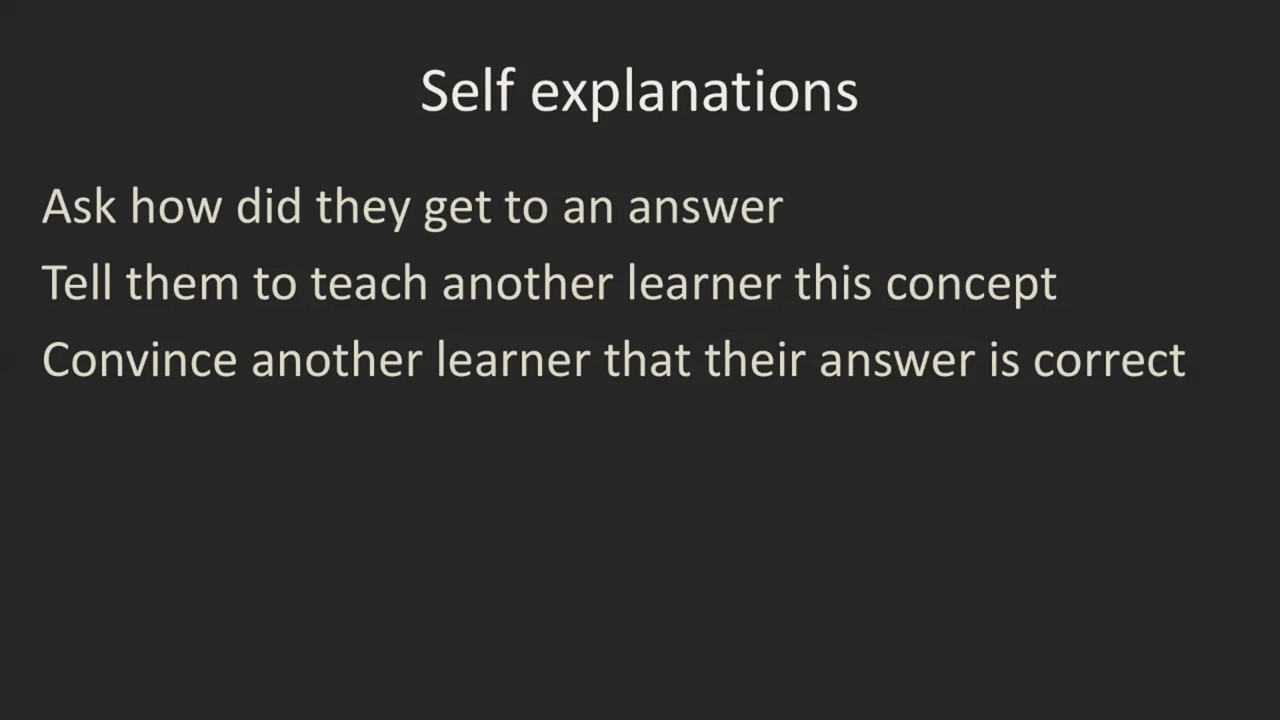 Self explanations
Ask how did they get to an answer
Tell them to teach another learner this concept
Convince another learner that their answer is correct